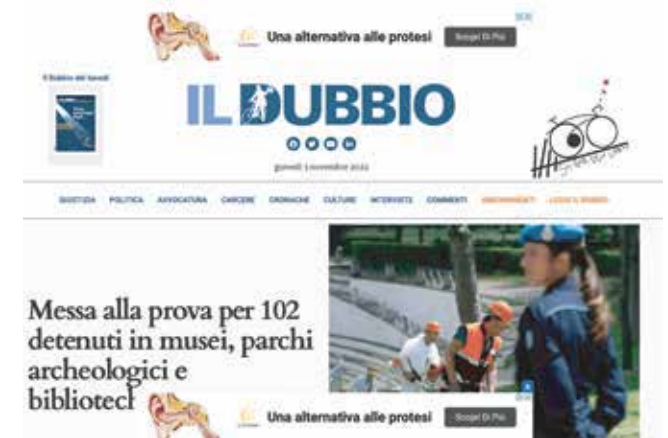 Una alternativa alle protesi
Scopri Di Più
Il Dubbio del lunedì
IL DUBBIO
giovedì 3 novembre 2022
GIUSTIZIA POLITICA AVVOCATURA CARCERE CRONACHE CULTURE INTERVISTE COMMENTI ABBONAMENTI LEGGI IL DUBBIO
Messa alla prova per 102
detenuti in musei, parchi
archeologici e
bibliotech
Una alternativa alle protesi
Scopri Di Più